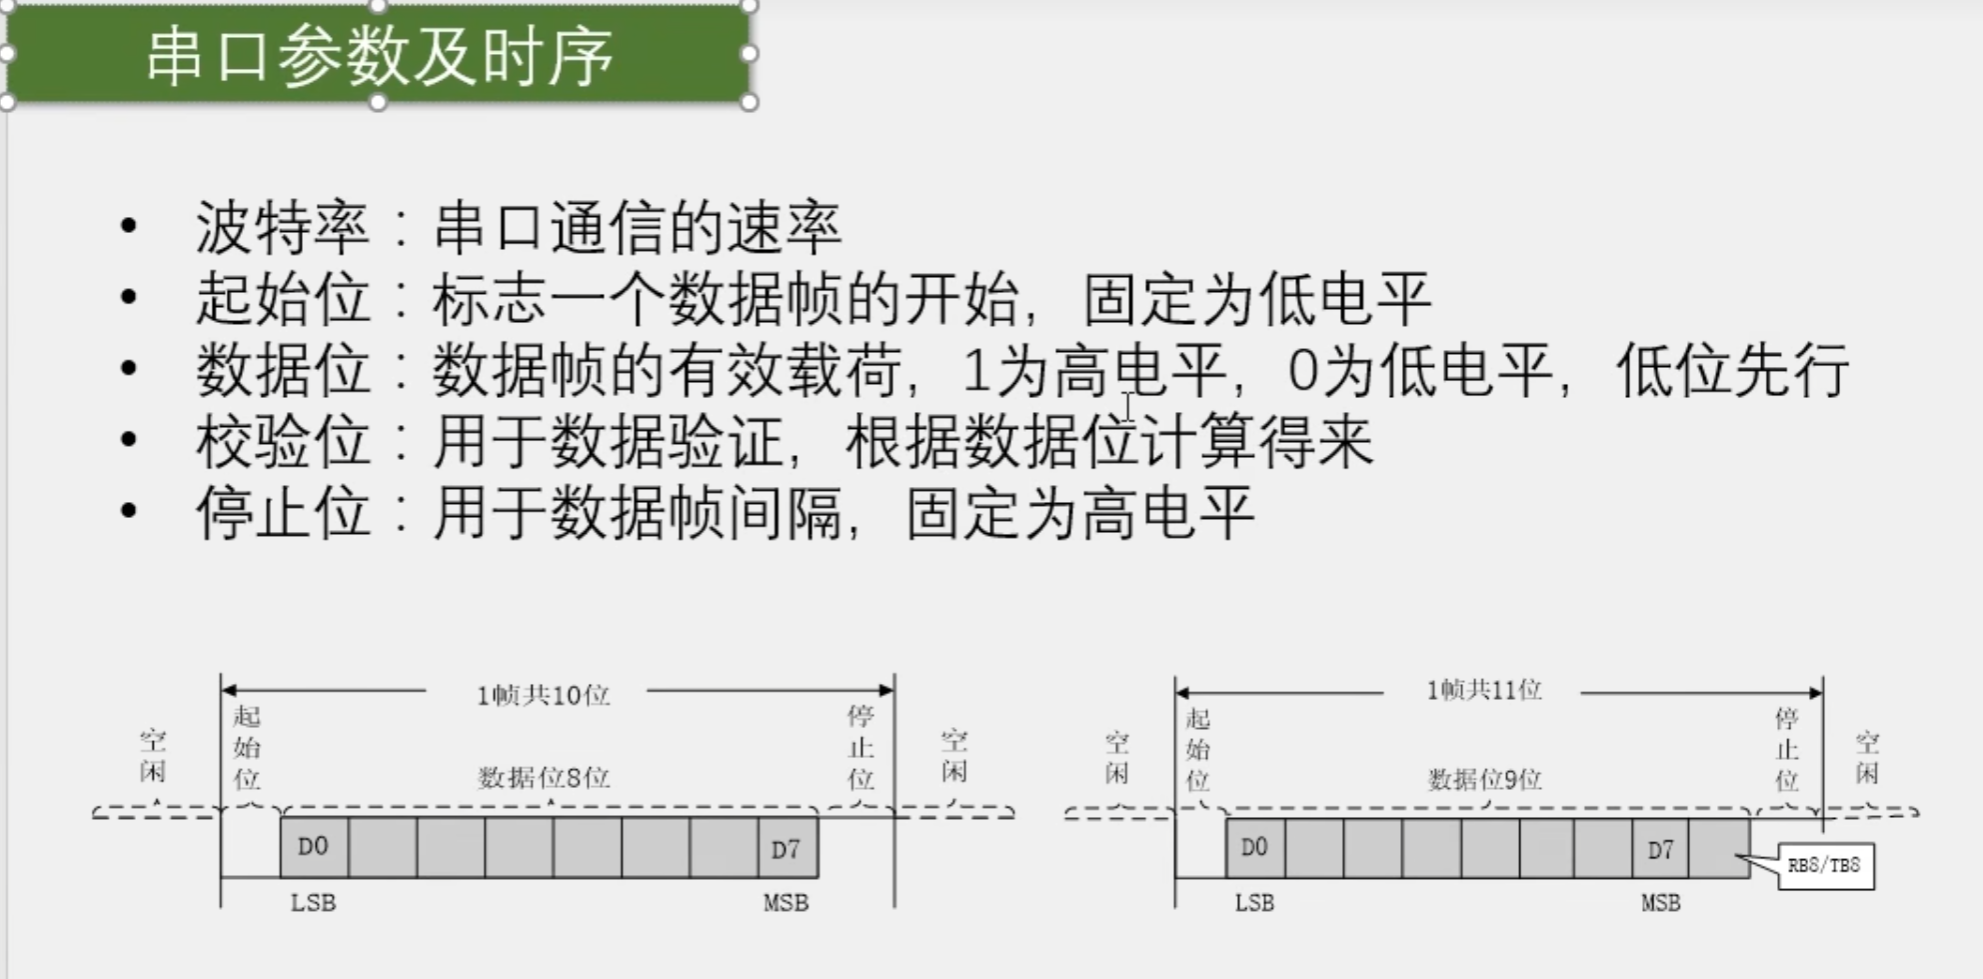 串口参数及时序
• 波特率：串口通信的速率
• 起始位：标志一个数据帧的开始，固定为低电平
• 数据位：数据帧的有效载荷，1为高电平，0为低电平，低位先行
• 校验位：用于数据验证，根据数据位计算得来
• 停止位：用于数据帧间隔，固定为高电平
空闲
起始位
1帧共10位
数据位8位
停止位
空闲
D0
D7
LSB
MSB
空闲
起始位
1帧共11位
数据位9位
停止位
空闲
D0
D7
RB8/TB8
LSB
MSB